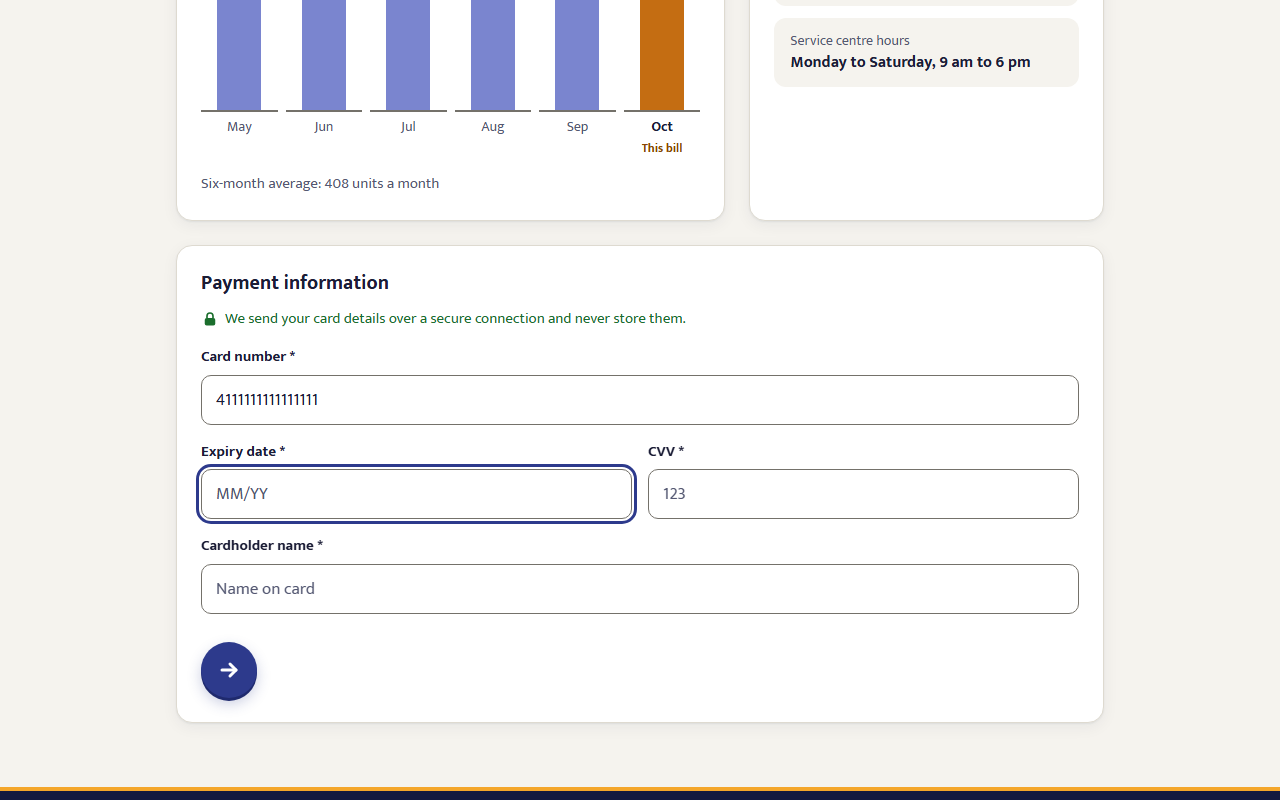 May Jun Jul Aug Sep Oct
This bill
Six-month average: 408 units a month
Service centre hours
Monday to Saturday, 9 am to 6 pm
Payment information
We send your card details over a secure connection and never store them.
Card number *
4111111111111111
Expiry date * CVV *
MM/YY 123
Cardholder name *
Name on card